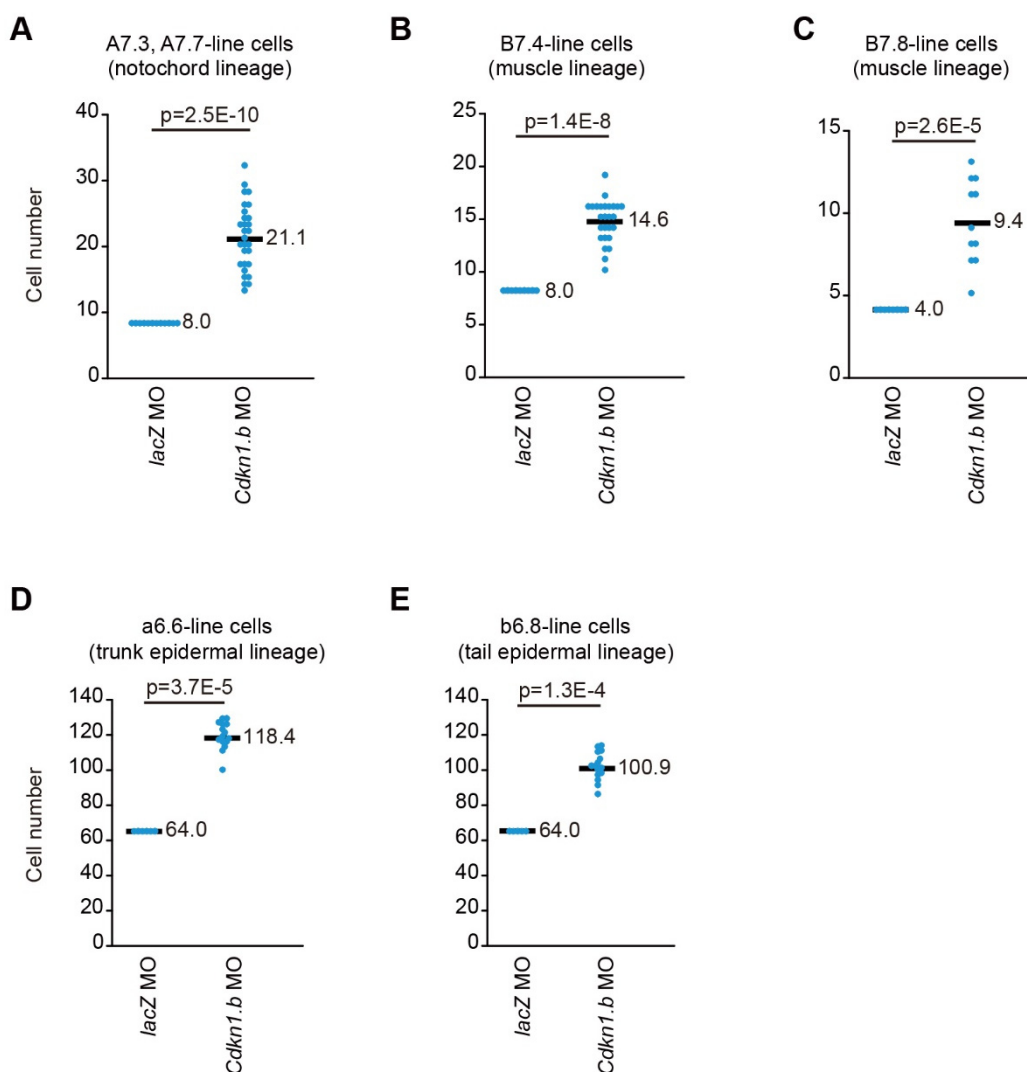 A
A7.3, A7.7-line cells
(notochord lineage)
p=2.5E-10
40
30
20
10
0
Cell number
21.1
8.0
lacZ MO
Cdkn1.b MO
B
B7.4-line cells
(muscle lineage)
p=1.4E-8
25
20
15
10
5
0
14.6
8.0
lacZ MO
Cdkn1.b MO
C
B7.8-line cells
(muscle lineage)
p=2.6E-5
15
10
5
0
9.4
4.0
lacZ MO
Cdkn1.b MO
D
a6.6-line cells
(trunk epidermal lineage)
p=3.7E-5
140
120
100
80
60
40
20
0
Cell number
118.4
64.0
lacZ MO
Cdkn1.b MO
E
b6.8-line cells
(tail epidermal lineage)
p=1.3E-4
140
120
100
80
60
40
20
0
100.9
64.0
lacZ MO
Cdkn1.b MO